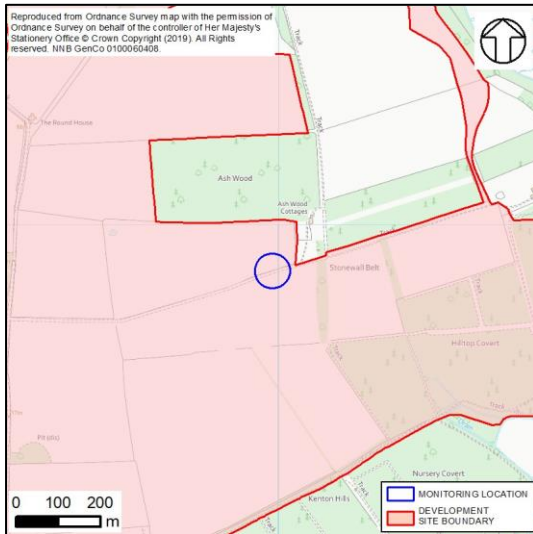 Reproduced from Ordnance Survey map with the permission of
Ordnance Survey on behalf of the controller of Her Majesty's
Stationery Office © Crown Copyright (2019). All Rights
reserved. NNB GenCo 0100060408.
Track
Track
The Round House
Track
Ash Wood
Ash Wood
Cottages
Stonewall Belt
Track
Hilltop Covert
Track
Track
Pit (dis)
Nursery Covert
Kenton Hills
Track
0 100 200
m
MONITORING LOCATION
DEVELOPMENT
SITE BOUNDARY